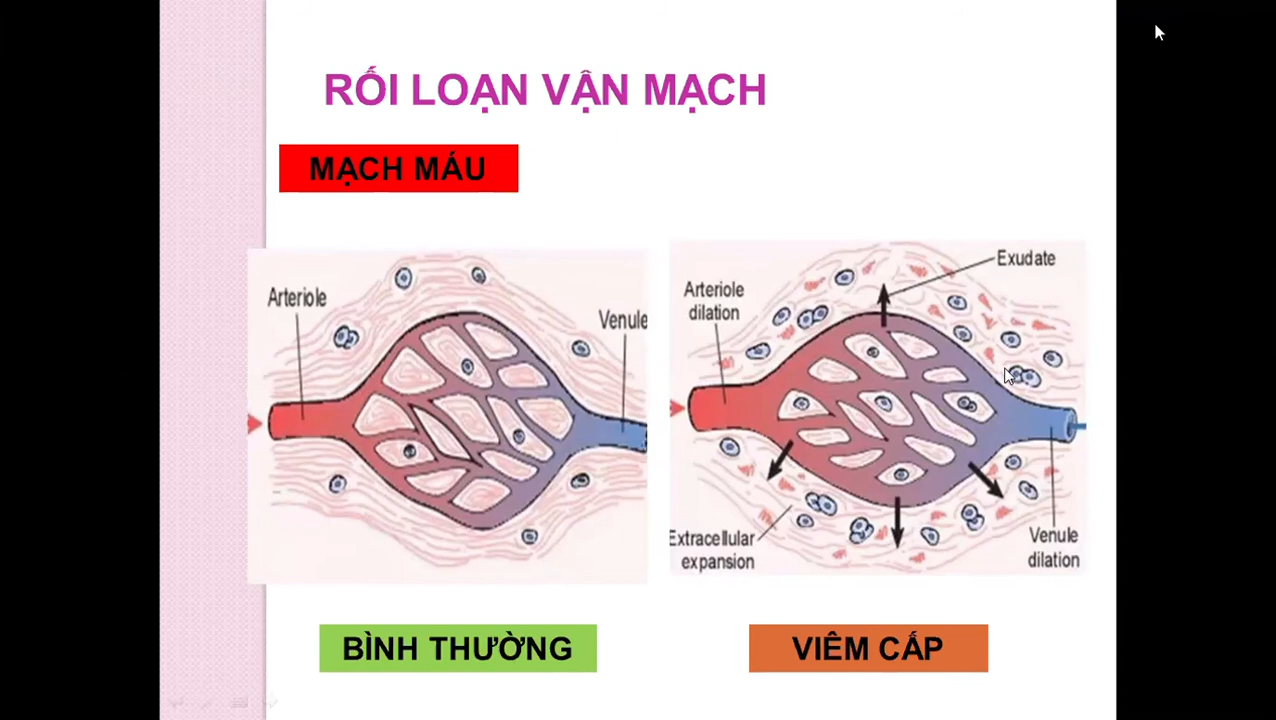 RỐI LOẠN VẬN MẠCH
MẠCH MÁU
Arteriole
Venule
Arteriole
dilation
Exudate
Extracellular
expansion
Venule
dilation
BÌNH THƯỜNG
VIÊM CẤP